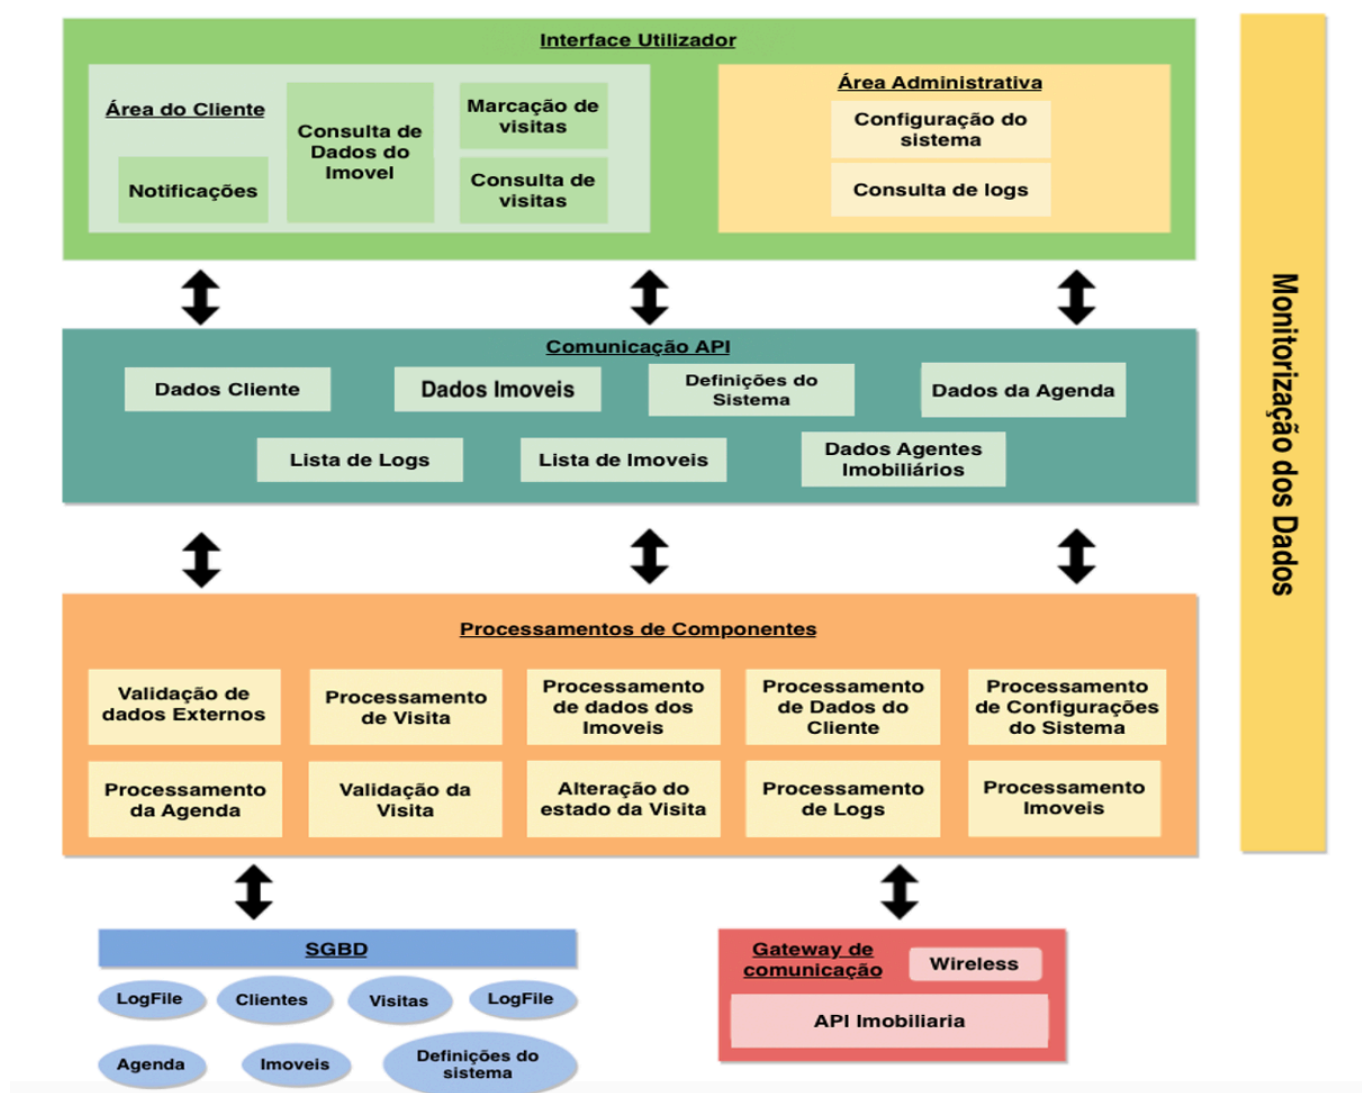 Interface Utilizador
Área do Cliente
Notificações
Consulta de
Dados do
Imovel
Marcação de
visitas
Consulta de
visitas
Área Administrativa
Configuração do
sistema
Consulta de logs
Comunicação API
Dados Cliente
Dados Imoveis
Definições do
Sistema
Dados da Agenda
Lista de Logs
Lista de Imoveis
Dados Agentes
Imobiliários
Processamentos de Componentes
Validação de
dados Externos
Processamento
de Visita
Processamento
de dados dos
Imoveis
Processamento
de Dados do
Cliente
Processamento
de Configurações
do Sistema
Processamento
da Agenda
Validação da
Visita
Alteração do
estado da Visita
Processamento
de Logs
Processamento
Imoveis
SGBD
LogFile
Clientes
Visitas
LogFile
Agenda
Imoveis
Definições do
sistema
Gateway de
comunicação
Wireless
API Imobiliaria
Monitorização dos Dados